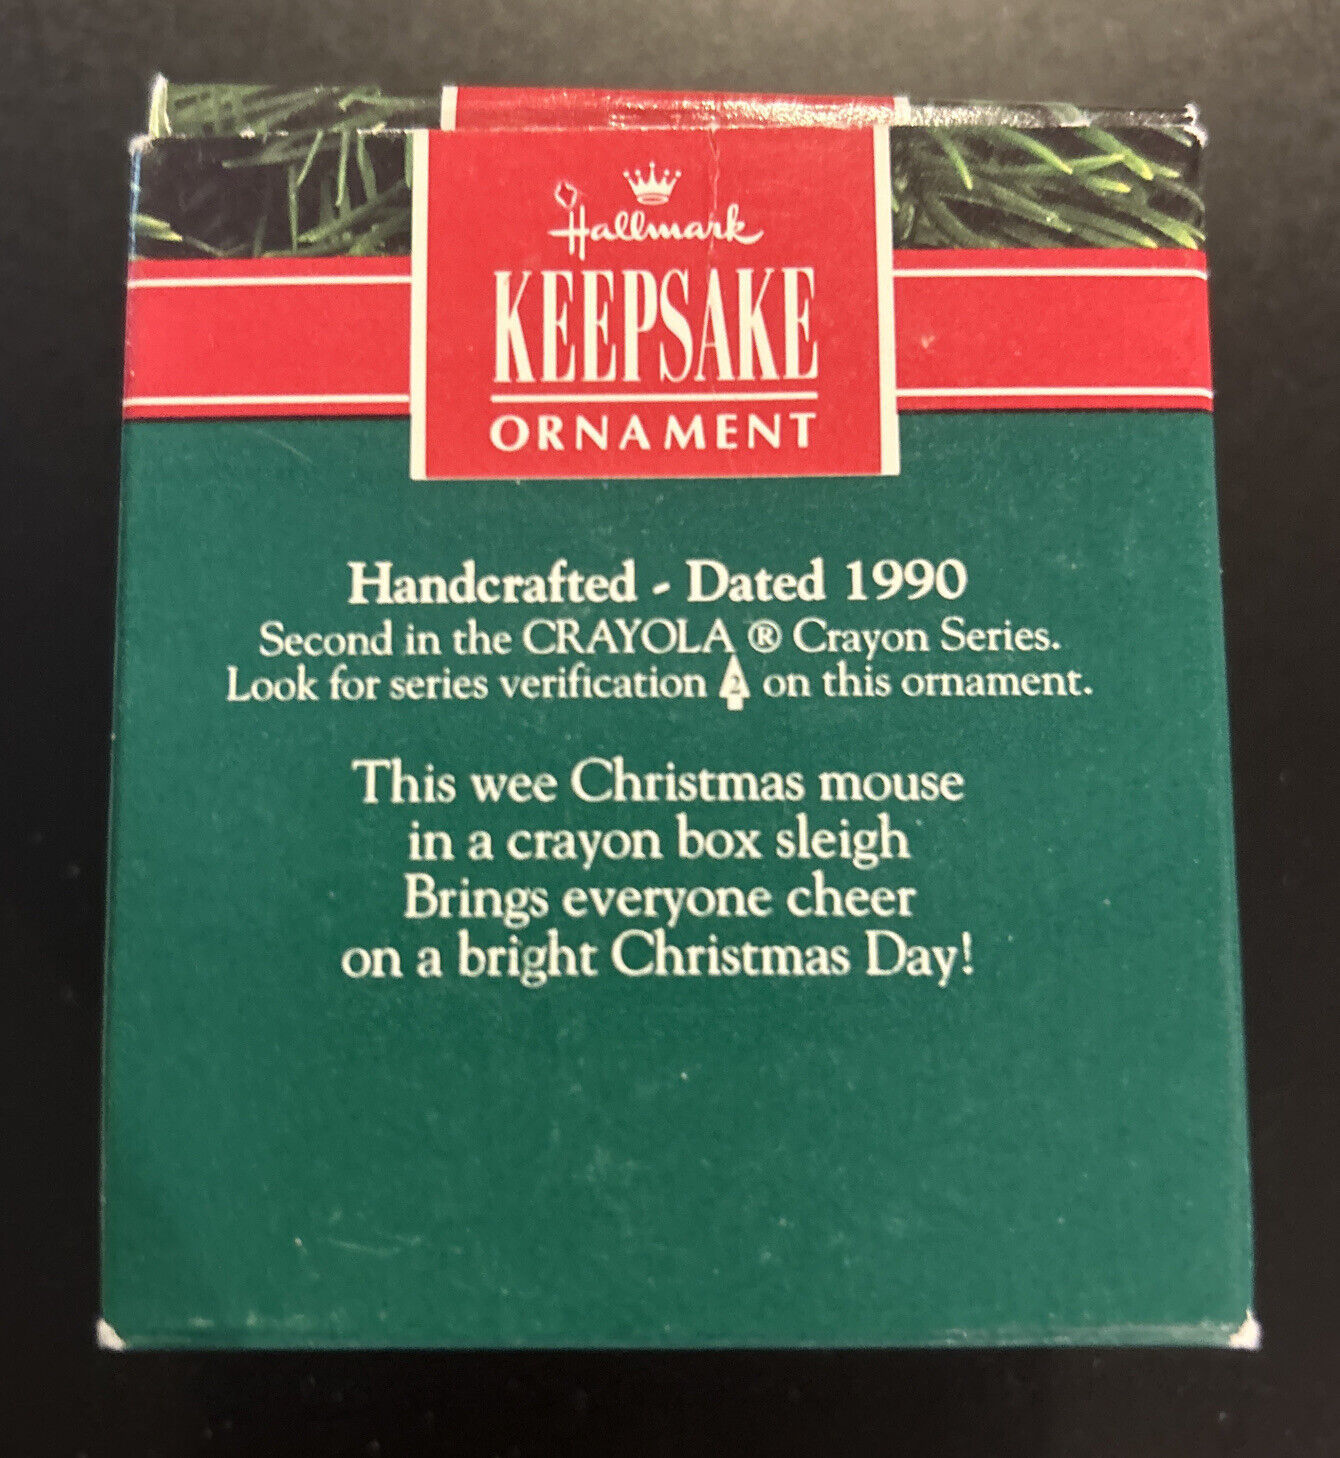 Hallmark
KEEPSAKE
ORNAMENT
Handcrafted - Dated 1990
Second in the CRAYOLA ® Crayon Series.
Look for series verification 2 on this ornament.
This wee Christmas mouse
in a crayon box sleigh
Brings everyone cheer
on a bright Christmas Day!